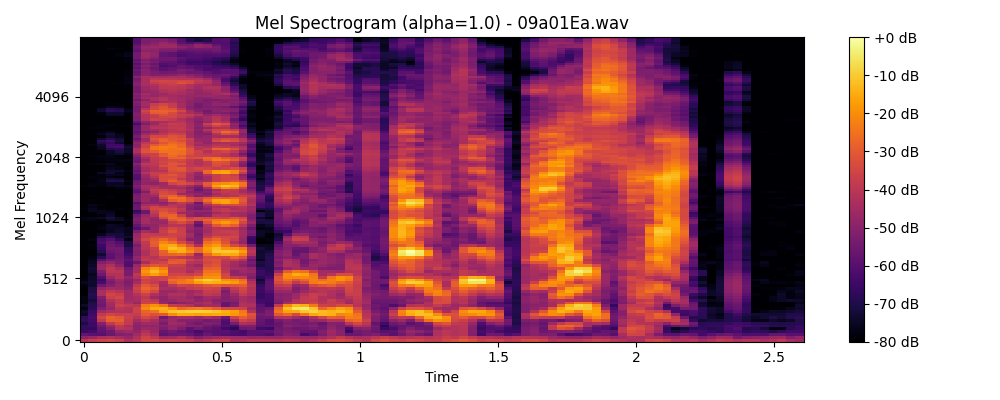 Mel Spectrogram (alpha=1.0) - 09a01Ea.wav
Mel Frequency
4096
2048
1024
512
0
0
0.5
1
1.5
2
2.5
Time
+0 dB
-10 dB
-20 dB
-30 dB
-40 dB
-50 dB
-60 dB
-70 dB
-80 dB